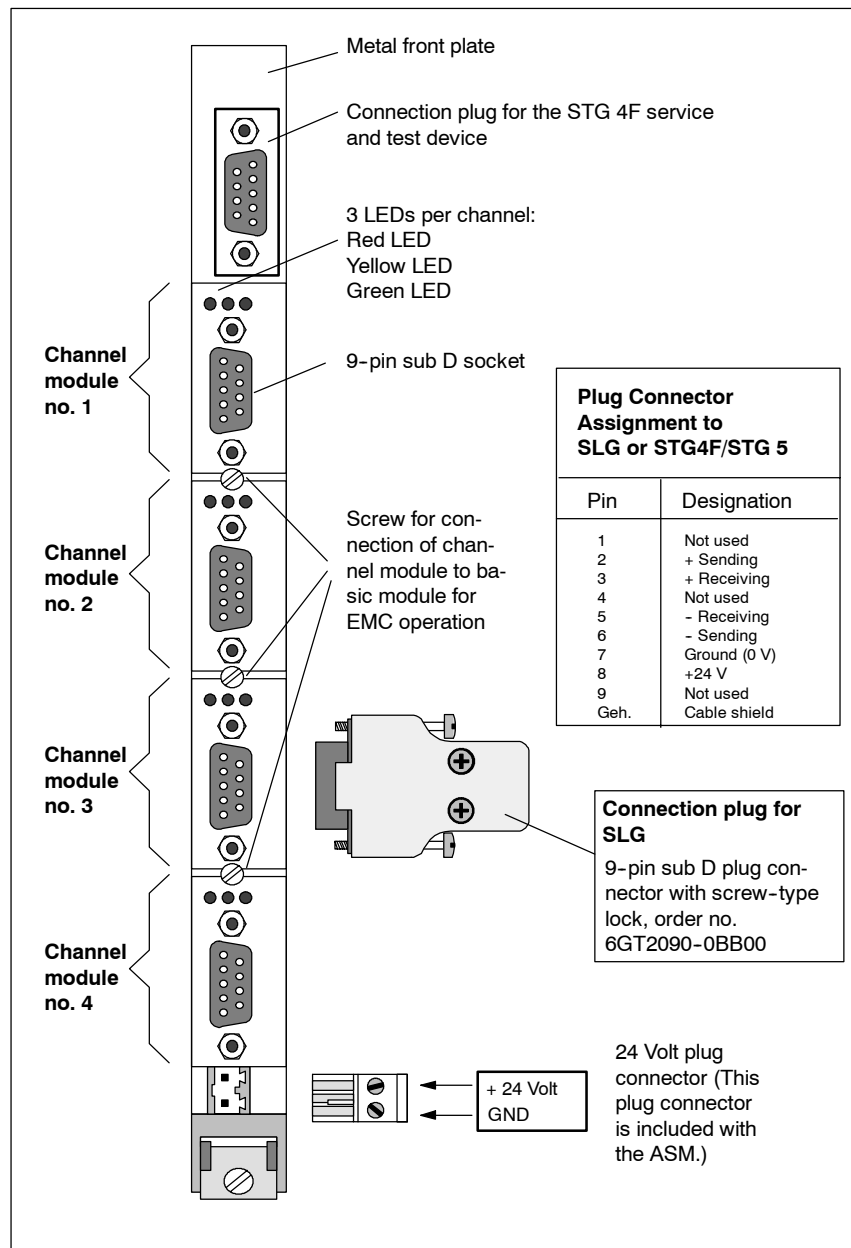 Metal front plate
Connection plug for the STG 4F service
and test device
3 LEDs per channel:
Red LED
Yellow LED
Green LED
Channel
module
no. 1
9-pin sub D socket
Plug Connector
Assignment to
SLG or STG4F/STG 5
Pin Designation
1 Not used
2 + Sending
3 + Receiving
4 Not used
5 - Receiving
6 - Sending
7 Ground (0 V)
8 +24 V
9 Not used
Geh. Cable shield
Channel
module
no. 2
Screw for con-
nection of chan-
nel module to ba-
sic module for
EMC operation
Channel
module
no. 3
Connection plug for
SLG
9-pin sub D plug con-
nector with screw-type
lock, order no.
6GT2090-0BB00
Channel
module
no. 4
+ 24 Volt
GND
24 Volt plug
connector (This
plug connector
is included with
the ASM.)